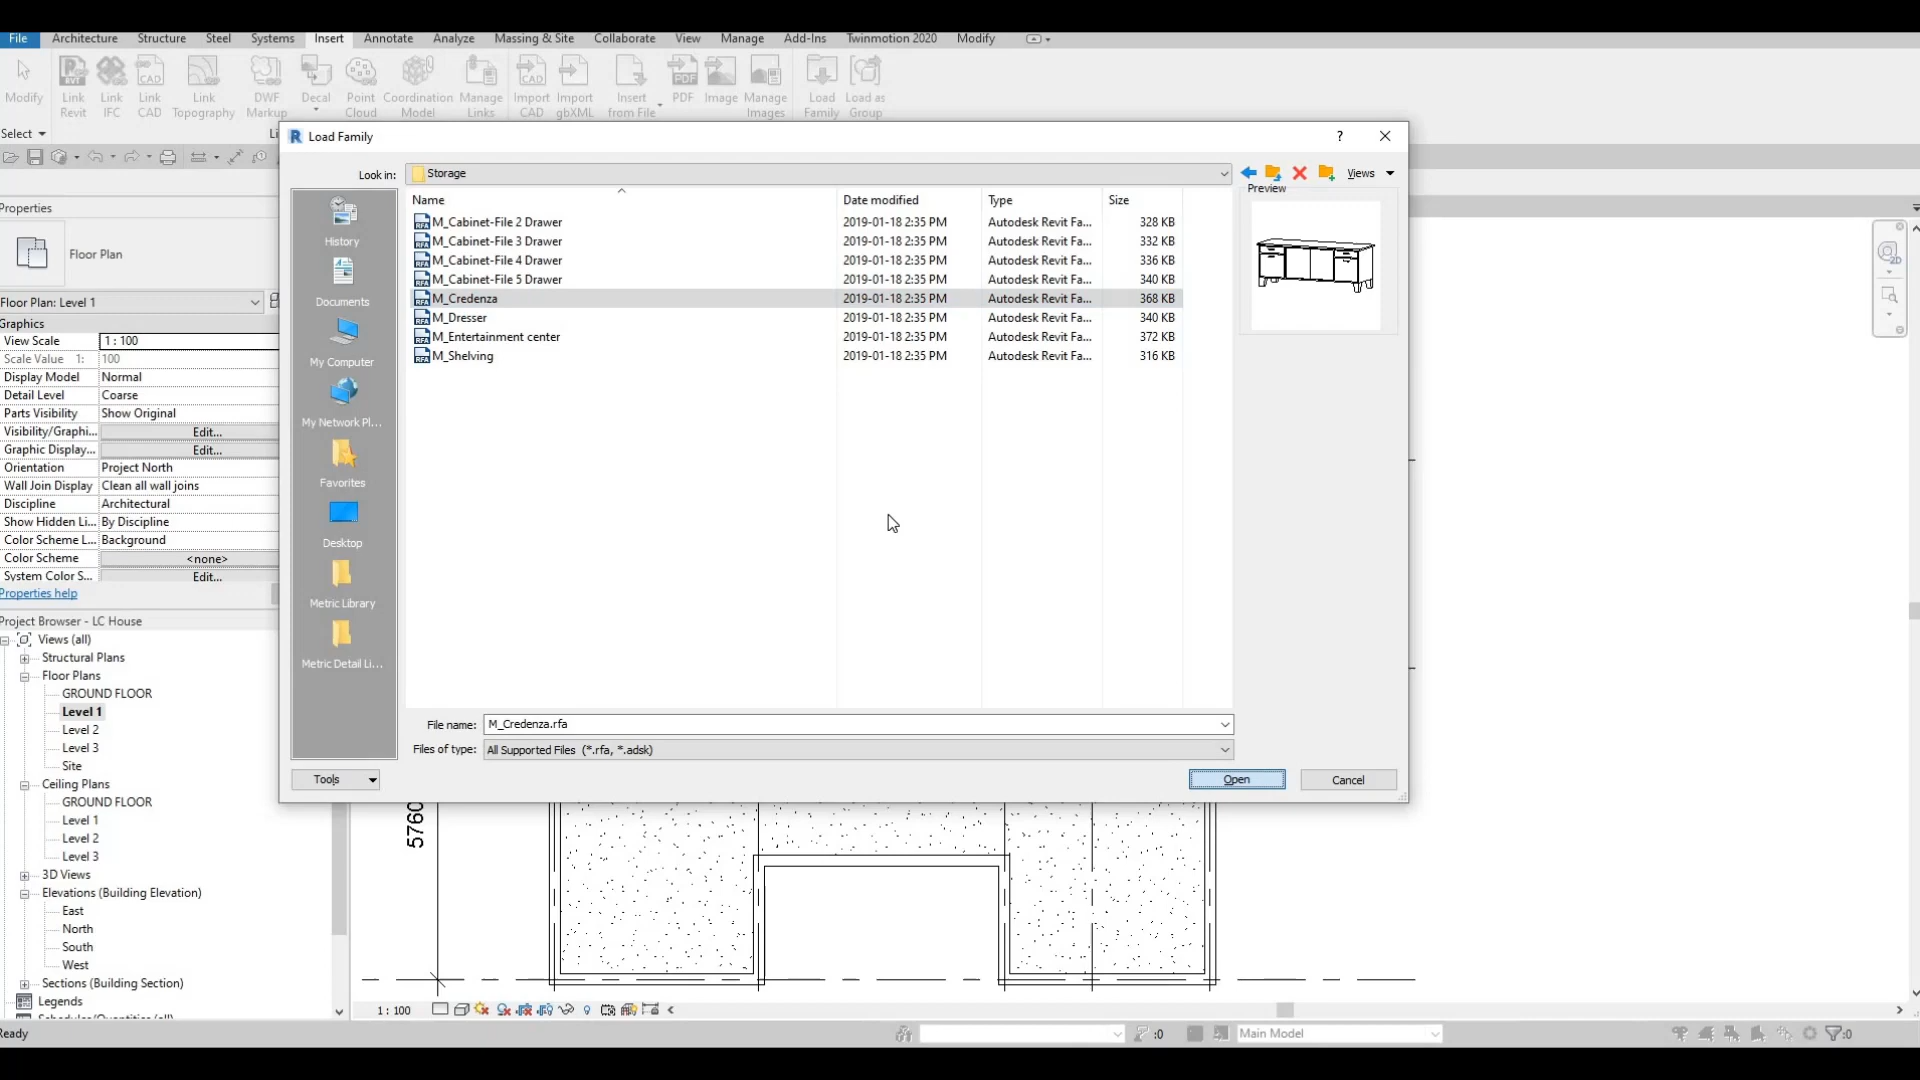 File Architecture Structure Steel Systems Insert Annotate Analyze Massing & Site Collaborate View Manage Add-Ins Twinmotion 2020 Modify
Modify Link Link Link Link DWF Decal Point Coordination Manage Import Import Insert PDF Image Manage Load Load as
Revit IFC CAD Topography Markup Cloud Model Links CAD gbXML from File Images Family Group
Select Li
Load Family
Look in: Storage Views
Properties
Floor Plan
Floor Plan: Level 1
Graphics
View Scale 1 : 100
Scale Value 1: 100
Display Model Normal
Detail Level Coarse
Parts Visibility Show Original
Visibility/Graphi... Edit...
Graphic Display... Edit...
Orientation Project North
Wall Join Display Clean all wall joins
Discipline Architectural
Show Hidden Li... By Discipline
Color Scheme L... Background
Color Scheme <none>
System Color S... Edit...
Properties help
Project Browser - LC House
Views (all)
Structural Plans
Floor Plans
GROUND FLOOR
Level 1
Level 2
Level 3
Site
Ceiling Plans
GROUND FLOOR
Level 1
Level 2
Level 3
3D Views
Elevations (Building Elevation)
East
North
South
West
Sections (Building Section)
Legends
Schedules/Quantities (all)
History
Documents
My Computer
My Network Pl...
Favorites
Desktop
Metric Library
Metric Detail Li...
Name Date modified Type Size
M_Cabinet-File 2 Drawer 2019-01-18 2:35 PM Autodesk Revit Fa... 328 KB
M_Cabinet-File 3 Drawer 2019-01-18 2:35 PM Autodesk Revit Fa... 332 KB
M_Cabinet-File 4 Drawer 2019-01-18 2:35 PM Autodesk Revit Fa... 336 KB
M_Cabinet-File 5 Drawer 2019-01-18 2:35 PM Autodesk Revit Fa... 340 KB
M_Credenza 2019-01-18 2:35 PM Autodesk Revit Fa... 368 KB
M_Dresser 2019-01-18 2:35 PM Autodesk Revit Fa... 340 KB
M_Entertainment center 2019-01-18 2:35 PM Autodesk Revit Fa... 372 KB
M_Shelving 2019-01-18 2:35 PM Autodesk Revit Fa... 316 KB
Preview
File name: M_Credenza.rfa
Files of type: All Supported Files (*.rfa, *.adsk)
Tools Open Cancel
5760
1 : 100
Ready :0 Main Model :0